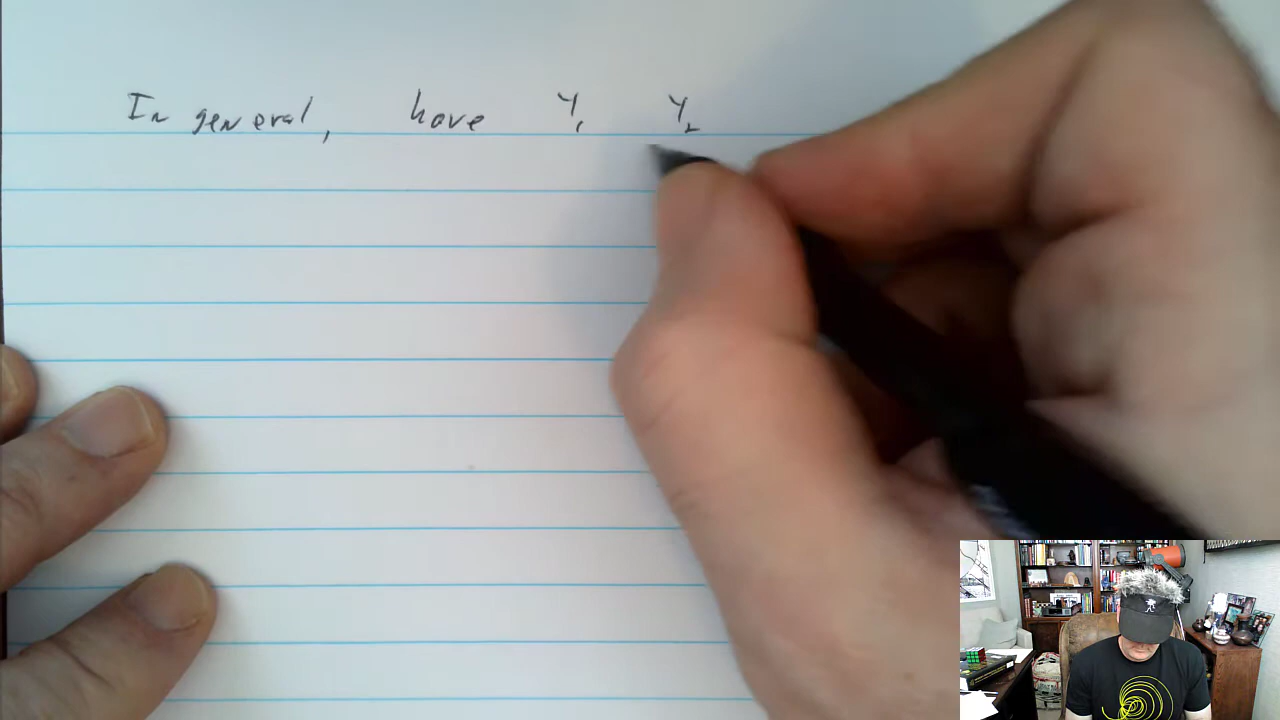 In general, have Y₁ Y₂